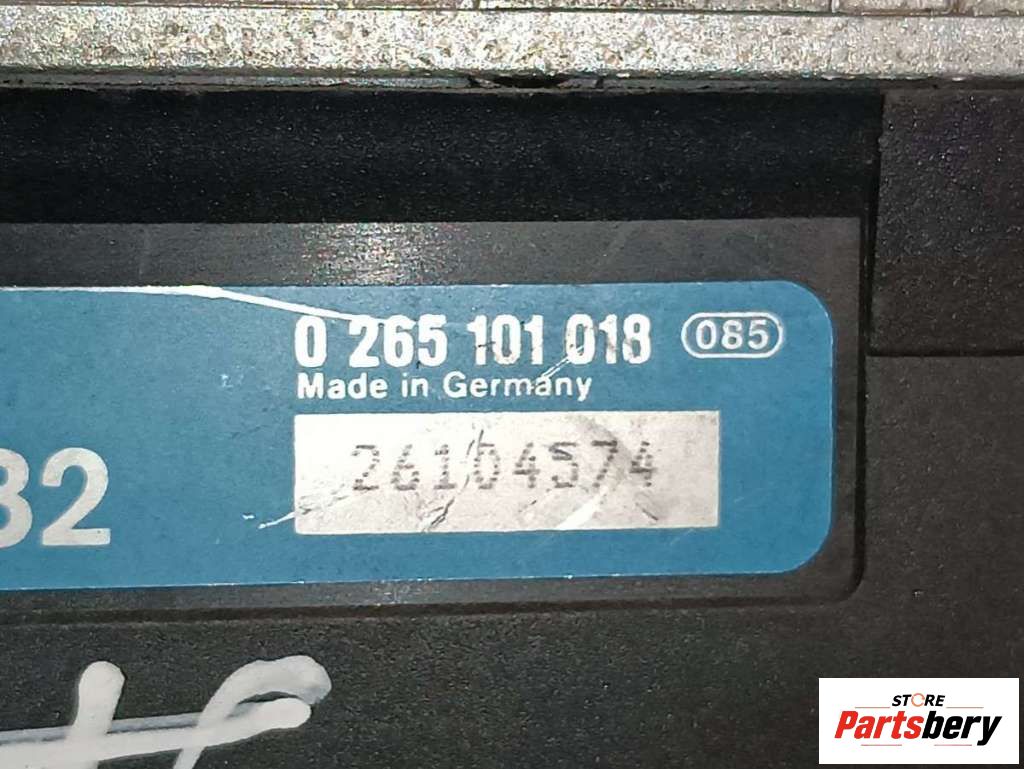 0 265 101 018 085
Made in Germany
26104574
32
STORE
Partsbery